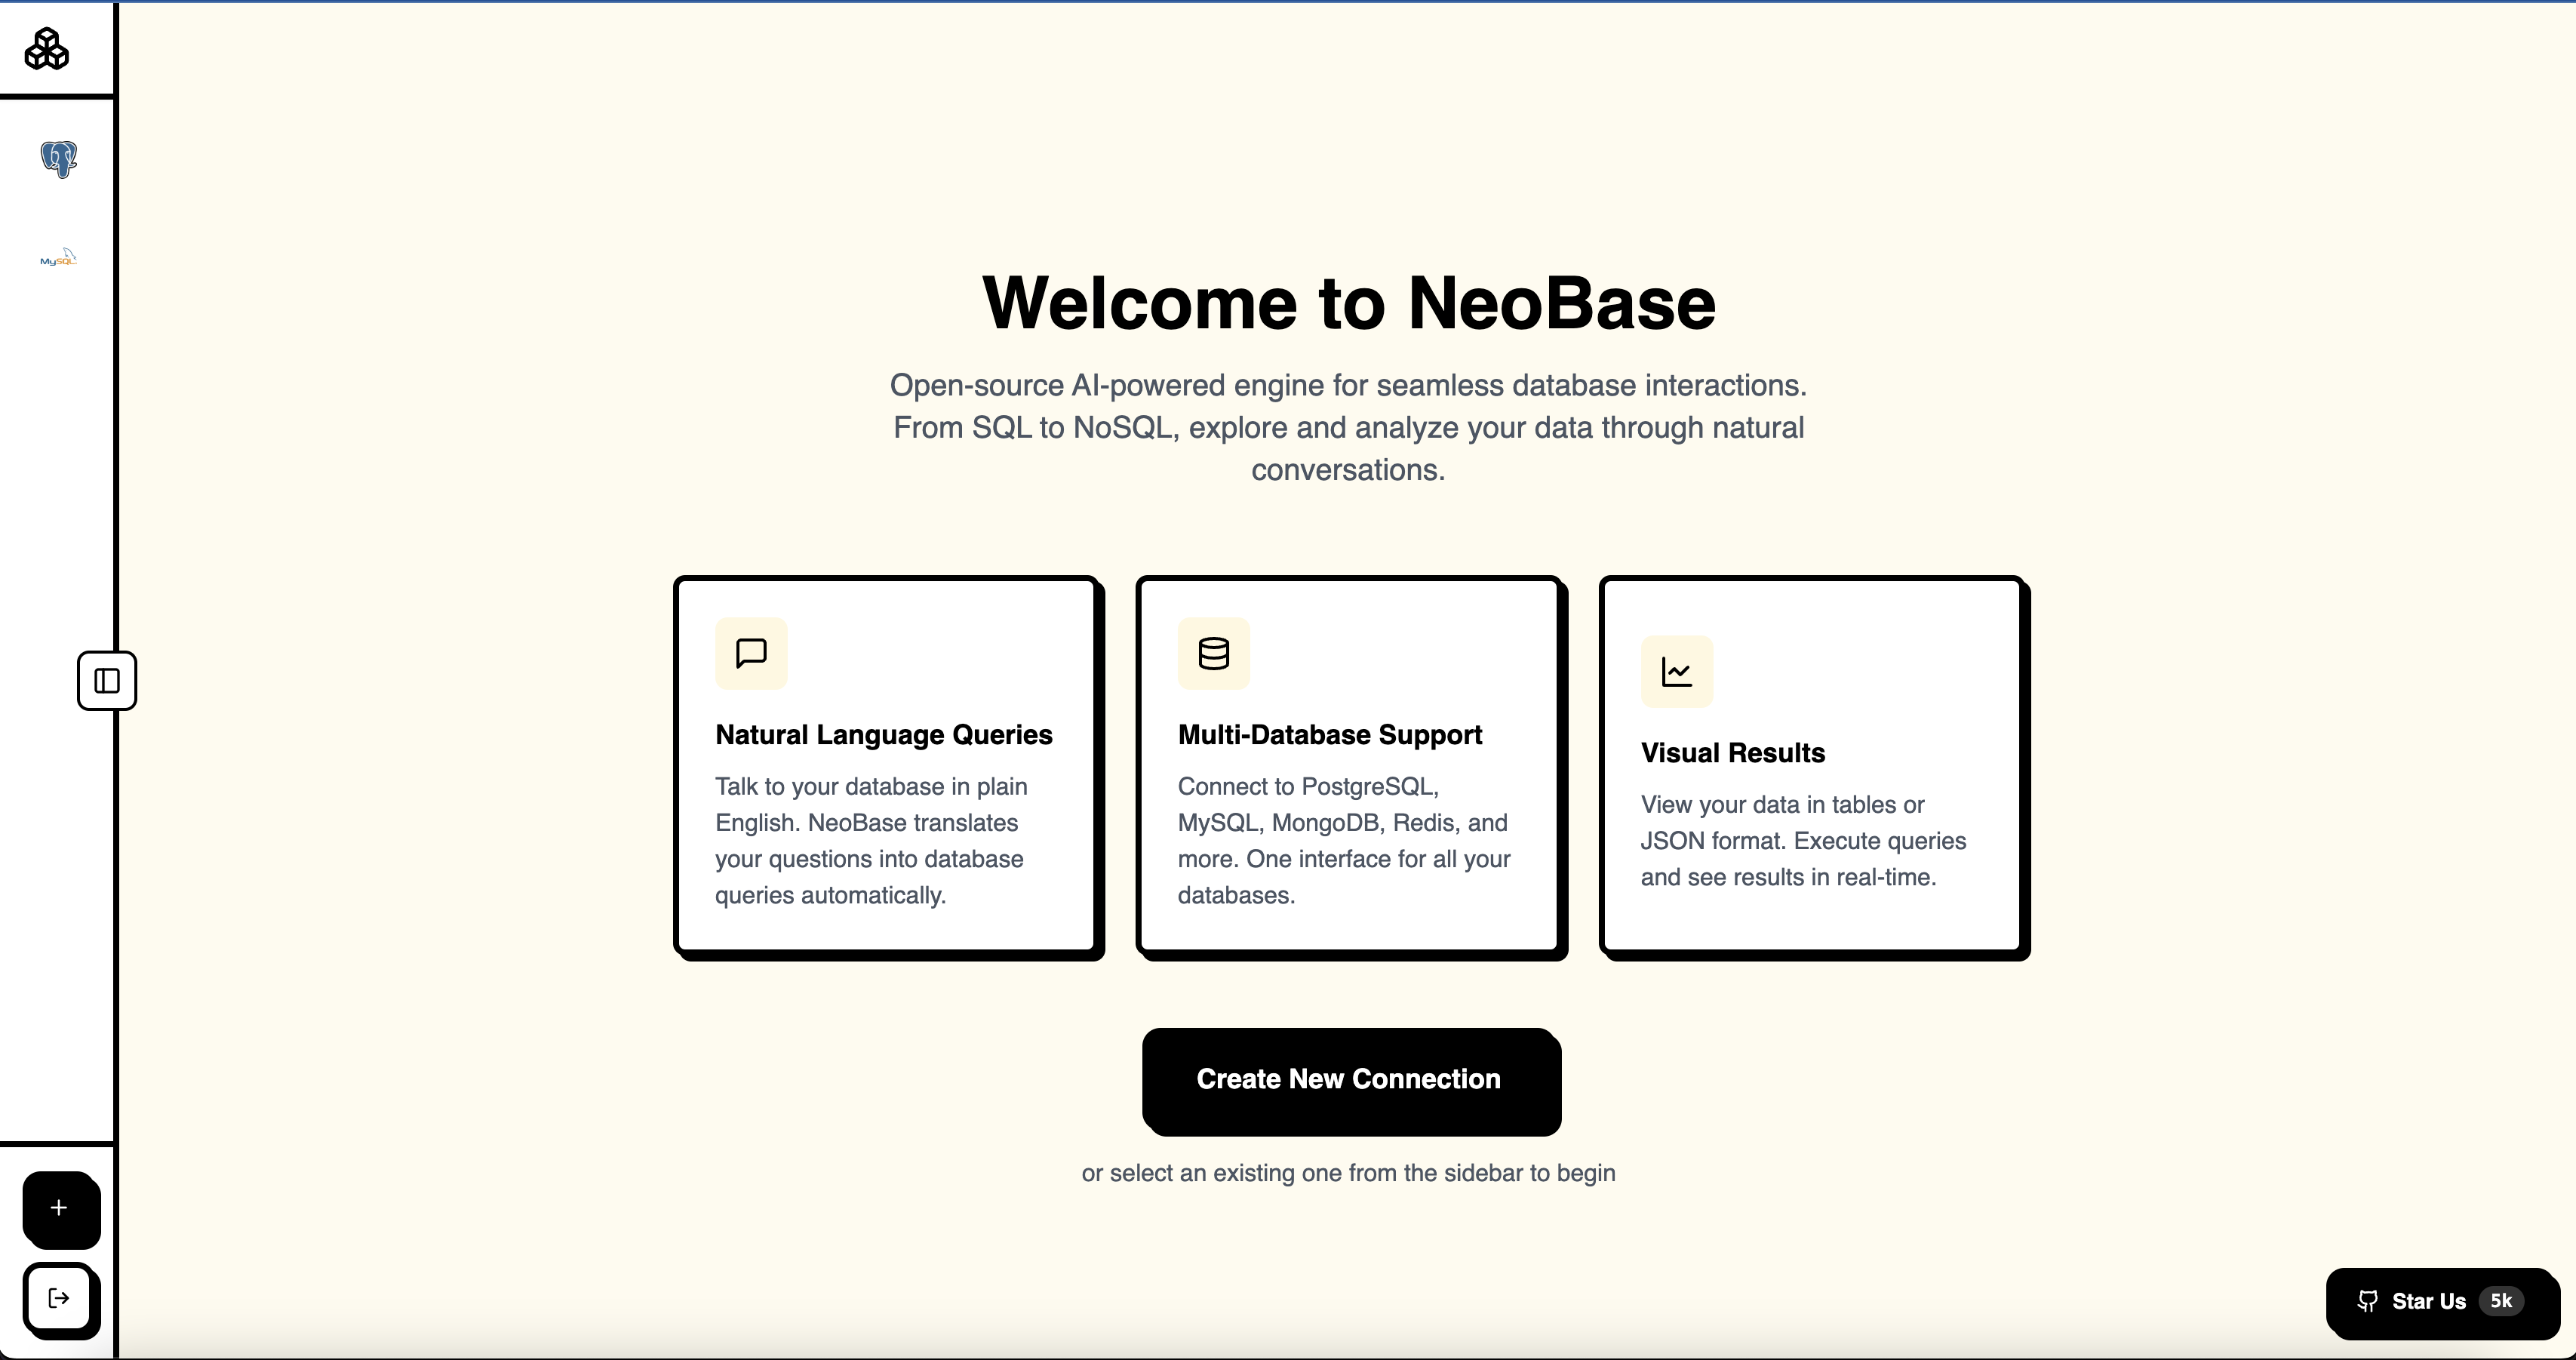 MySQL
Welcome to NeoBase
Open-source AI-powered engine for seamless database interactions.
From SQL to NoSQL, explore and analyze your data through natural
conversations.
Natural Language Queries
Talk to your database in plain
English. NeoBase translates
your questions into database
queries automatically.
Multi-Database Support
Connect to PostgreSQL,
MySQL, MongoDB, Redis, and
more. One interface for all your
databases.
Visual Results
View your data in tables or
JSON format. Execute queries
and see results in real-time.
Create New Connection
or select an existing one from the sidebar to begin
Star Us 5k